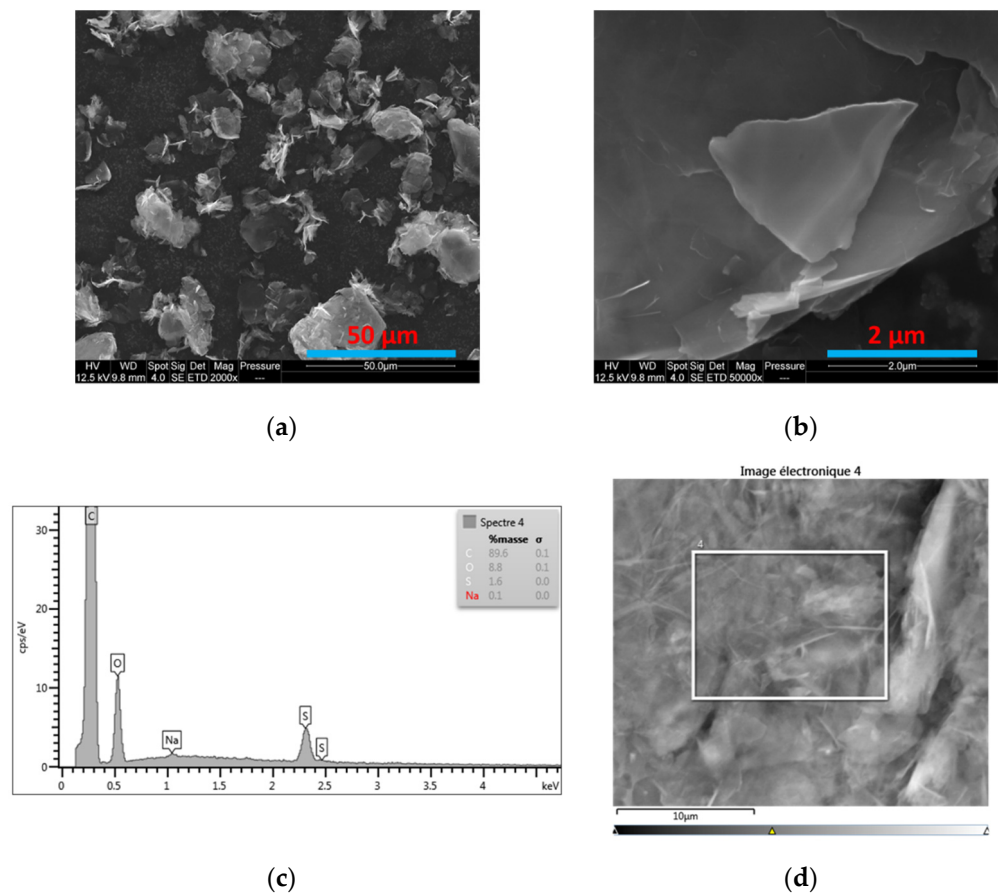 50 µm
HV WD Spot Sig Det Mag Pressure
12.5 kV 9.8 mm 4.0 SE ETD 2000x --- 50.0µm
2 µm
HV WD Spot Sig Det Mag Pressure
12.5 kV 9.8 mm 4.0 SE ETD 50000x --- 2.0µm
(a)
(b)
Spectre 4
%masse σ
C 89.6 0.1
O 8.8 0.1
S 1.6 0.0
Na 0.1 0.0
C
O
Na
S
S
cps/eV
30
20
10
0
0 0.5 1 1.5 2 2.5 3 3.5 4 keV
Image électronique 4
4
10µm
(c)
(d)